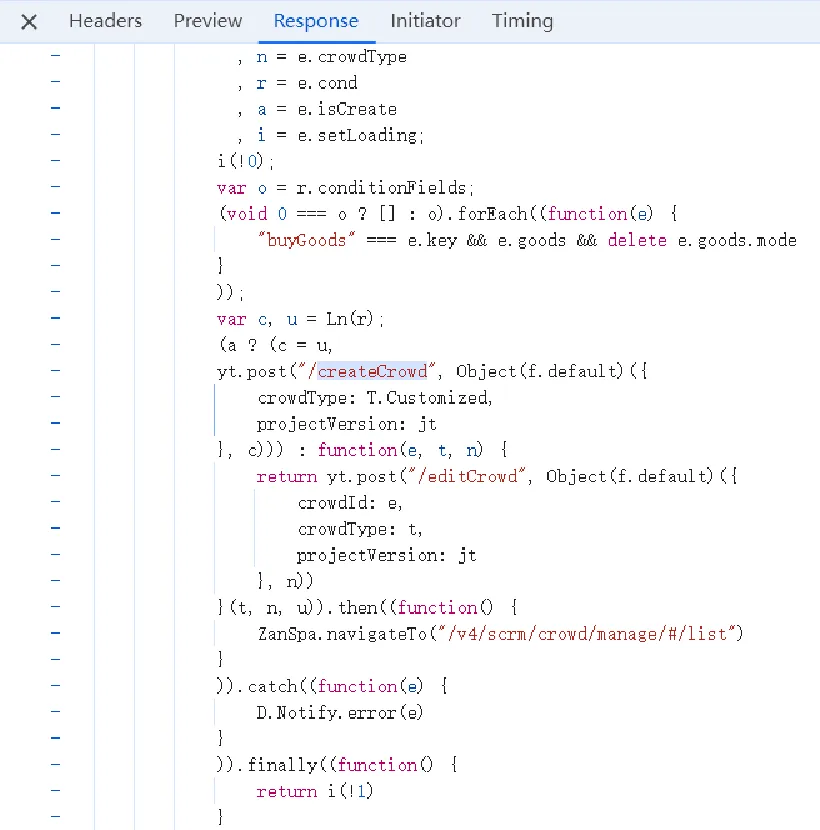 Headers Preview Response Initiator Timing
, n = e.crowdType
, r = e.cond
, a = e.isCreate
, i = e.setLoading;
i(!0);
var o = r.conditionFields;
(void 0 === o ? [] : o).forEach((function(e) {
"buyGoods" === e.key && e.goods && delete e.goods.mode
}
));
var c, u = Ln(r);
(a ? (c = u,
yt.post("/createCrowd", Object(f.default)({
crowdType: T.Customized,
projectVersion: jt
}, c))) : function(e, t, n) {
return yt.post("/editCrowd", Object(f.default)({
crowdId: e,
crowdType: t,
projectVersion: jt
}, n))
}(t, n, u)).then((function() {
ZanSpa.navigateTo("/v4/scrm/crowd/manage/#/list")
}
)).catch((function(e) {
D.Notify.error(e)
}
)).finally((function() {
return i(!1)
}